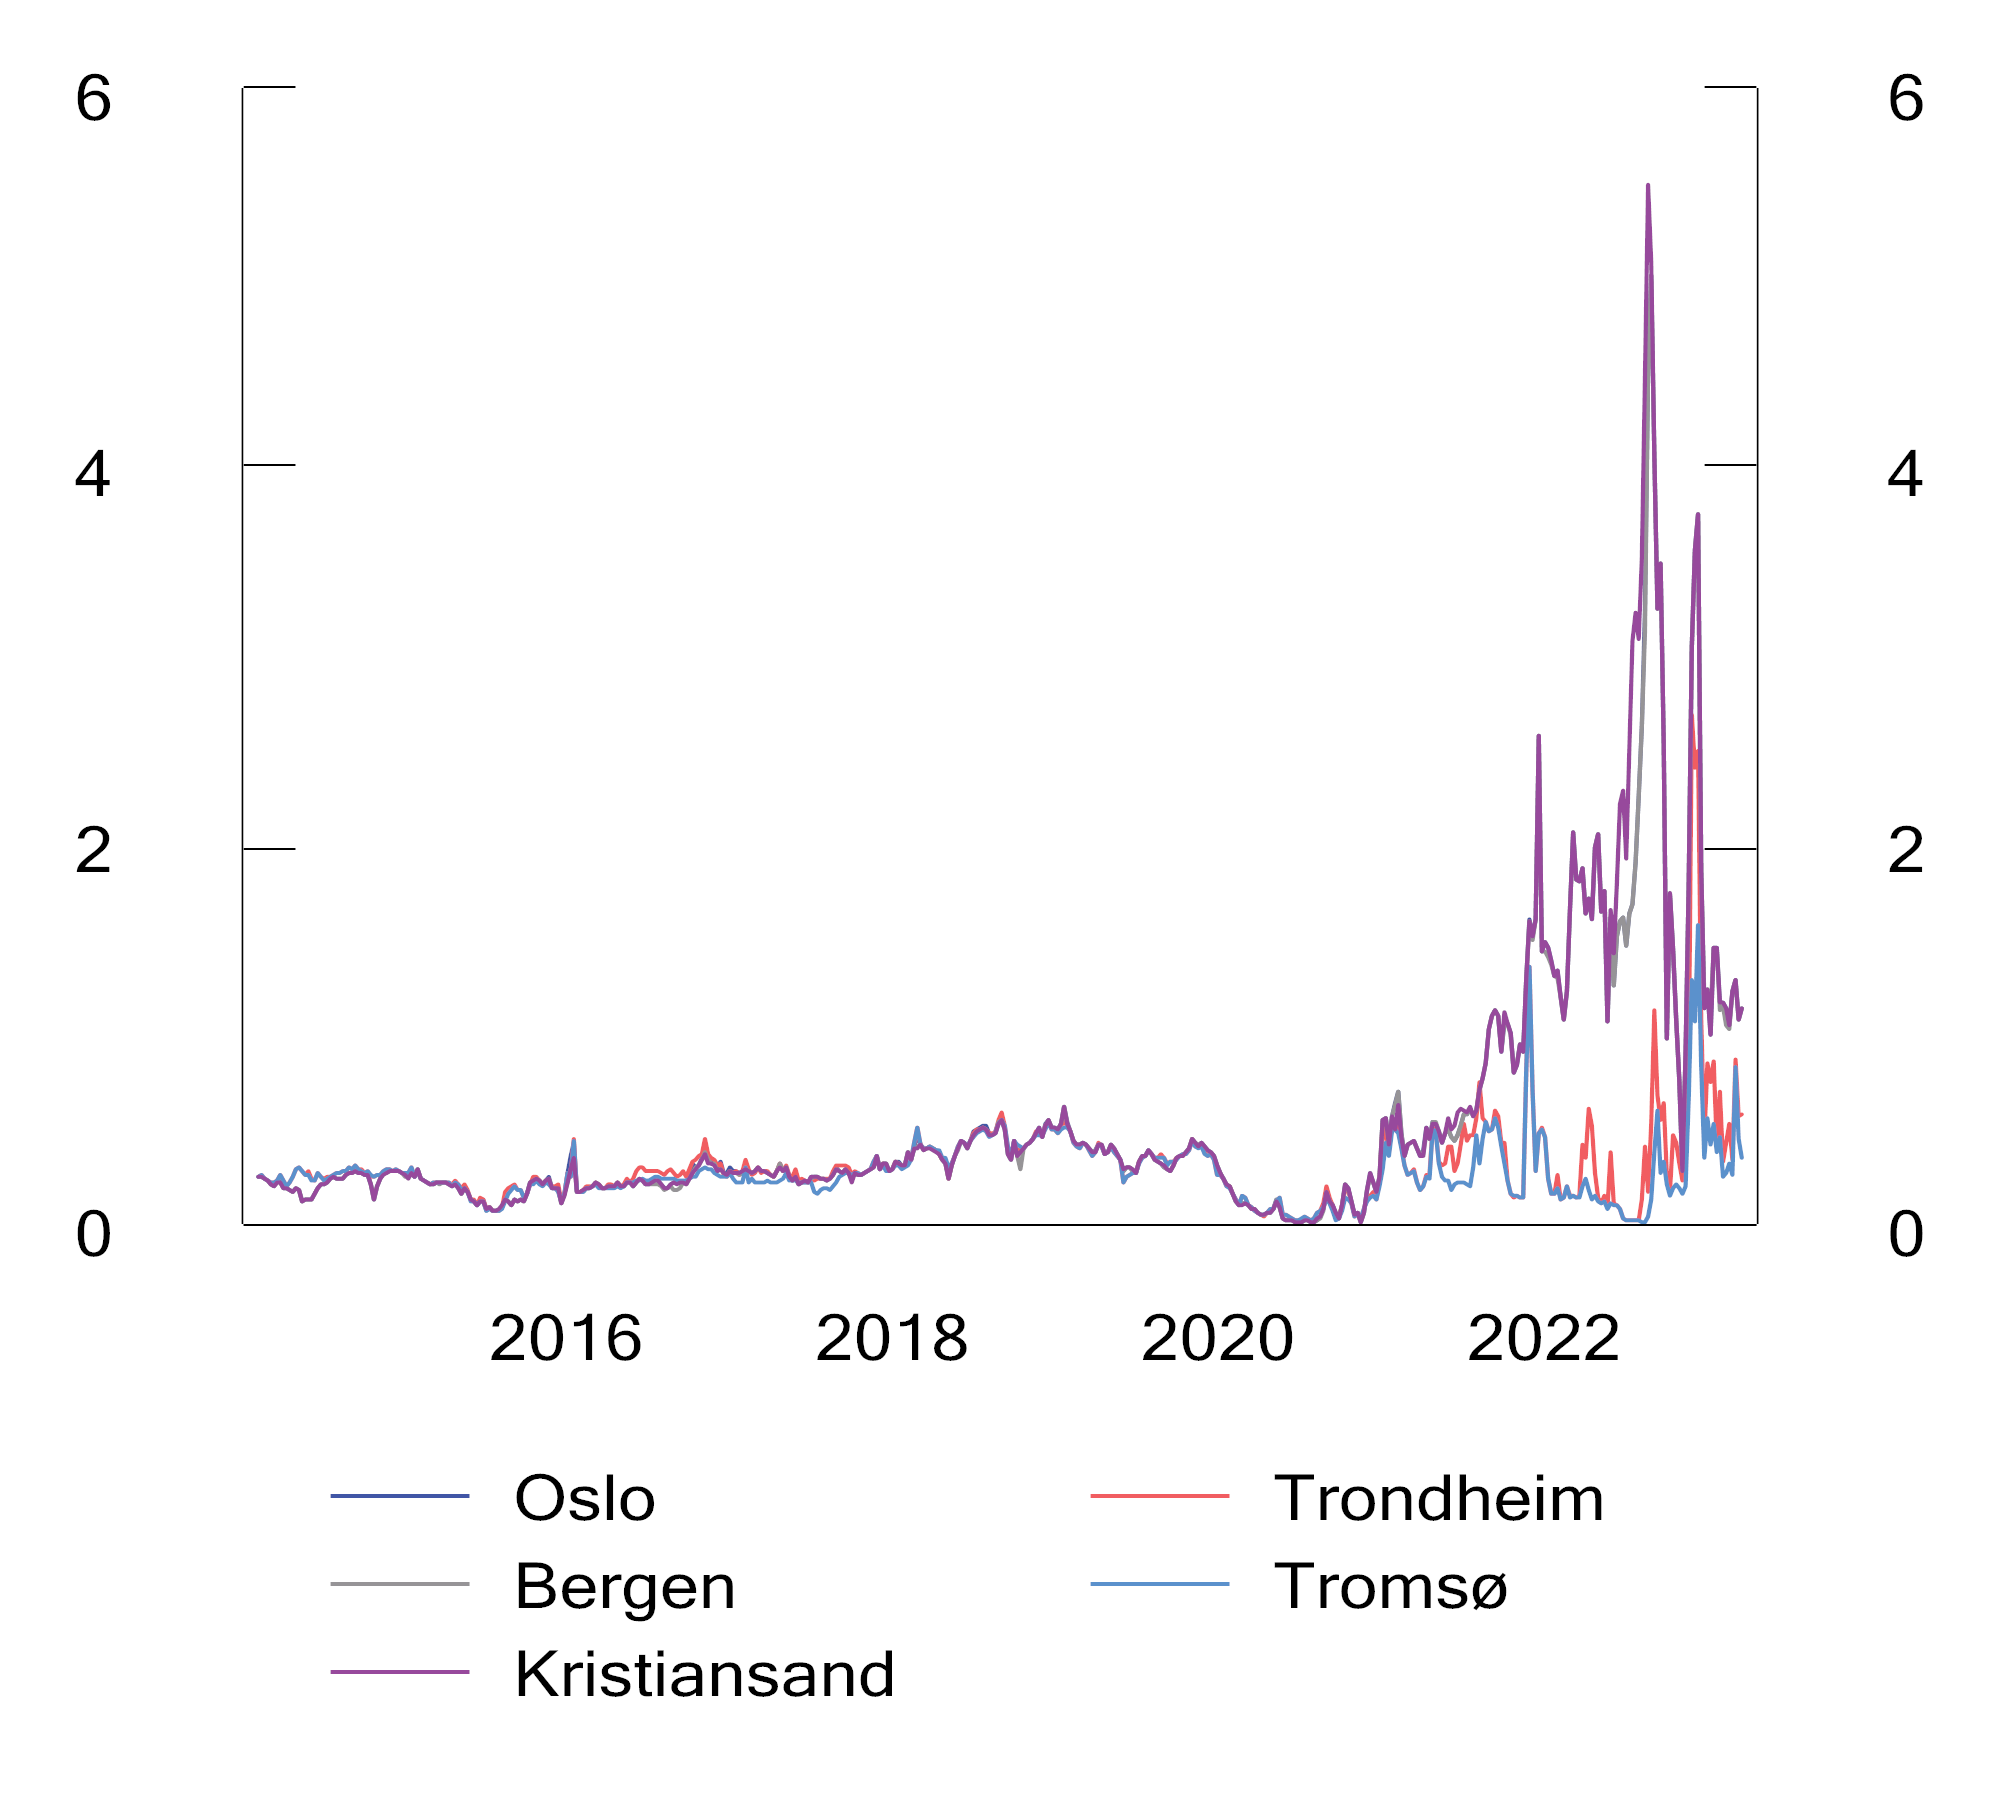 6 6
4 4
2 2
0 0
2016 2018 2020 2022
Oslo Trondheim
Bergen Tromsø
Kristiansand